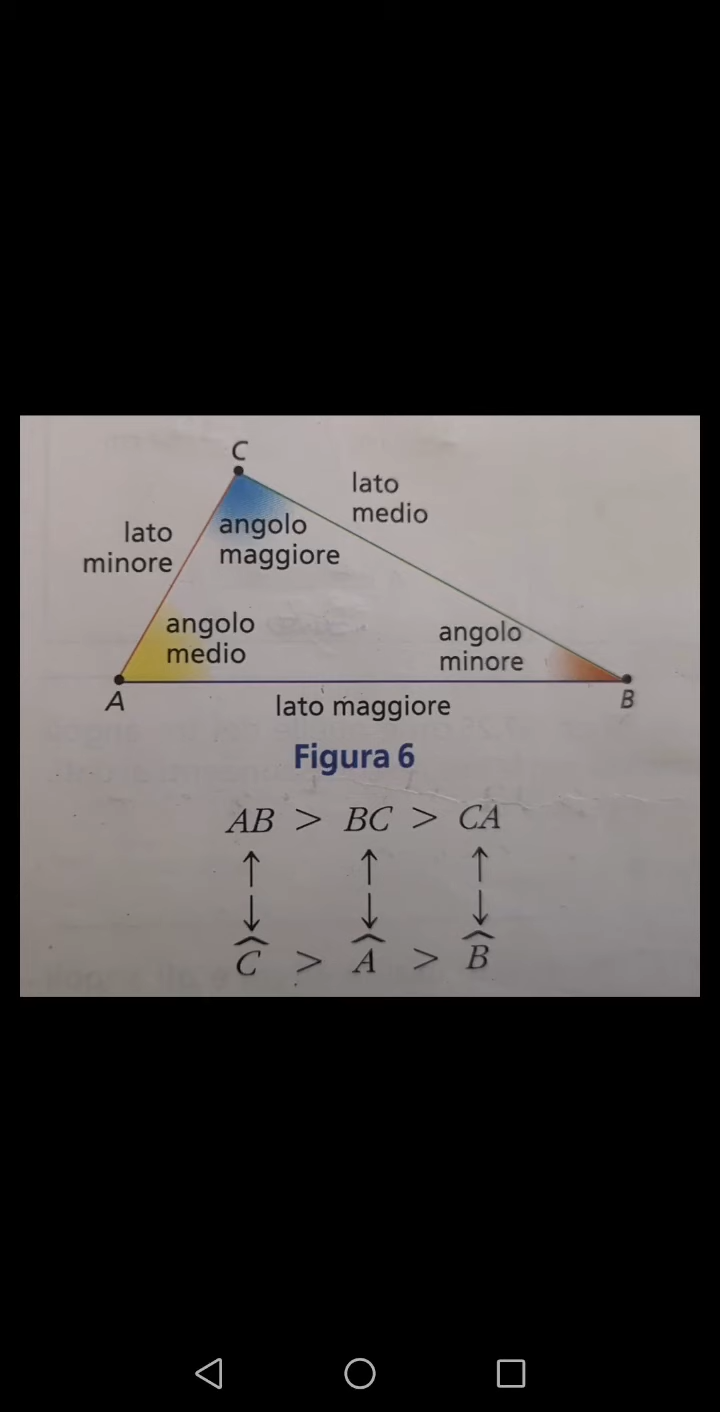 C
lato
medio
lato
minore
angolo
maggiore
angolo
medio
angolo
minore
A
lato maggiore
B
Figura 6
AB > BC > CA
↑ ↑ ↑
↓ ↓ ↓
Ĉ > Â > B̂